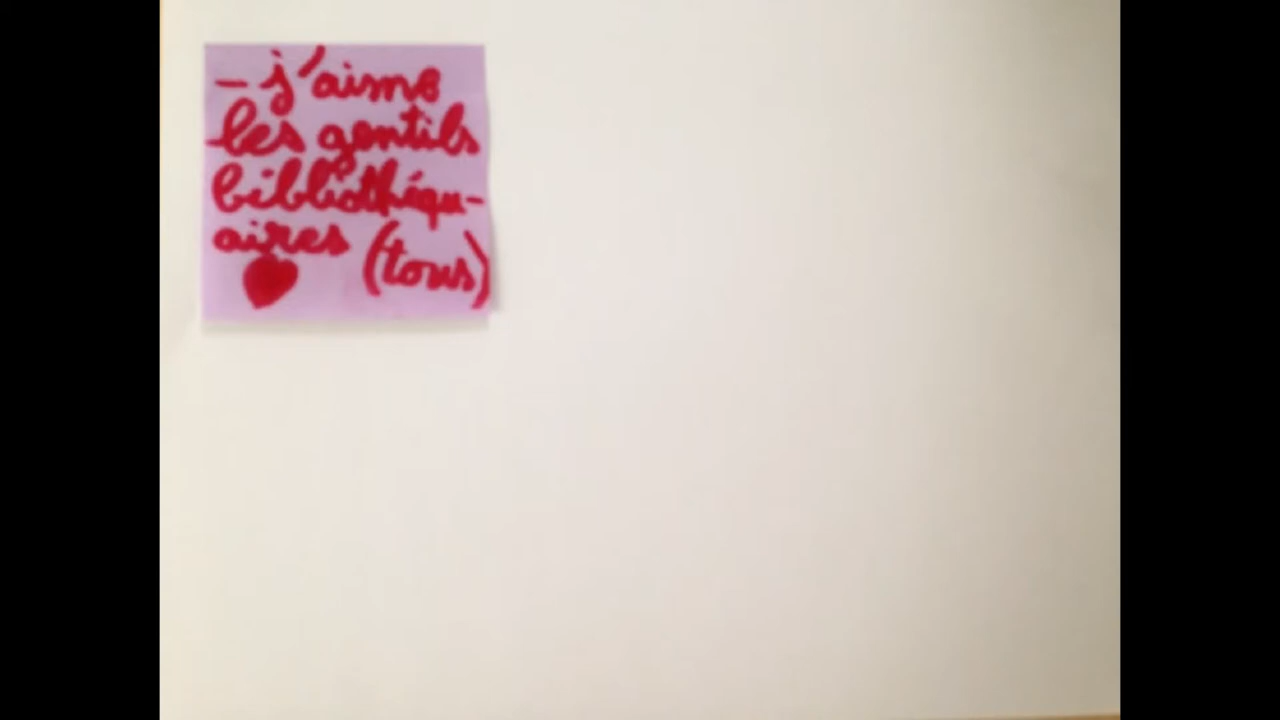 - j'aime
les gentils
bibliothéqu-
aires (tous)